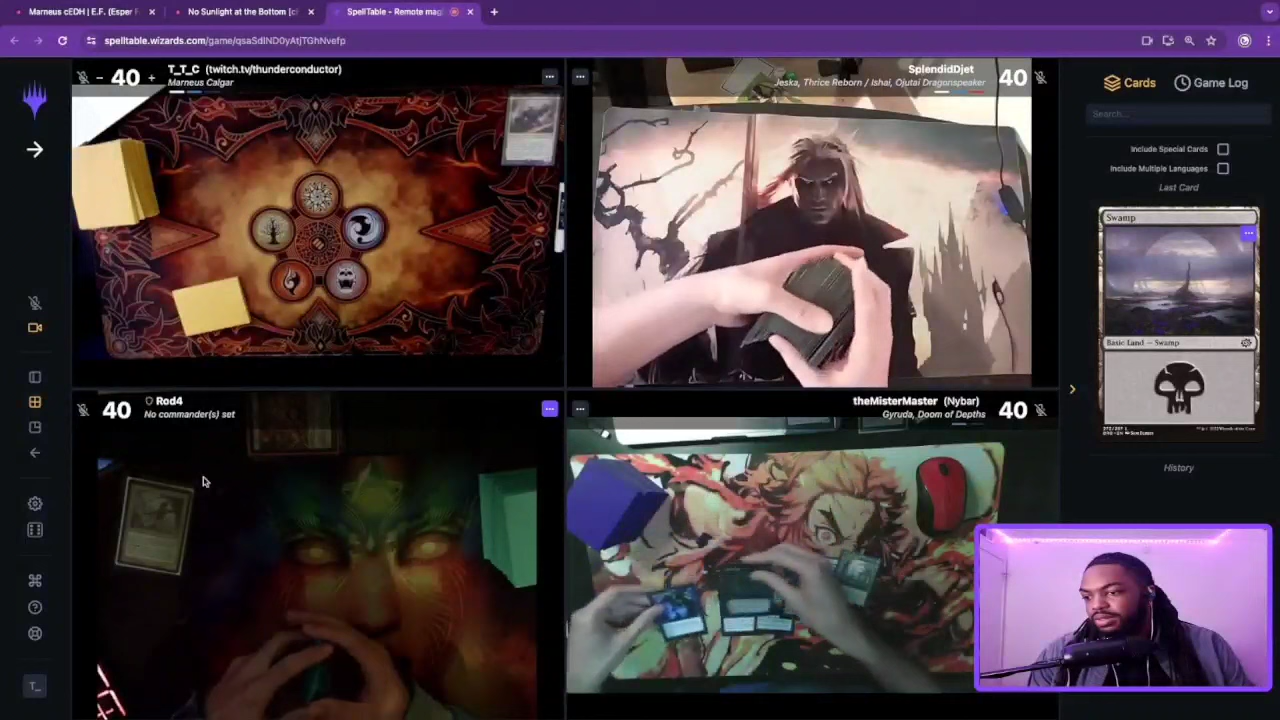 Marneus cEDH | E.F. (Esper
No Sunlight at the Bottom [cl
SpellTable - Remote mag
spelltable.wizards.com/game/qsaSdIND0yAtjTGhNvefp
- 40 +
T_T_C (twitch.tv/thunderconductor)
Marneus Calgar
SplendidDjet
40
Jeska, Thrice Reborn / Ishai, Ojutai Dragonspeaker
Cards
Game Log
Search...
Include Special Cards
Include Multiple Languages
Last Card
Swamp
Basic Land — Swamp
History
40
Rod4
No commander(s) set
theMisterMaster (Nybar)
40
Gyruda, Doom of Depths
T_